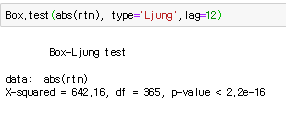 Box.test(abs(rtn), type='Ljung',lag=12)
Box-Ljung test
data: abs(rtn)
X-squared = 642.16, df = 365, p-value < 2.2e-16